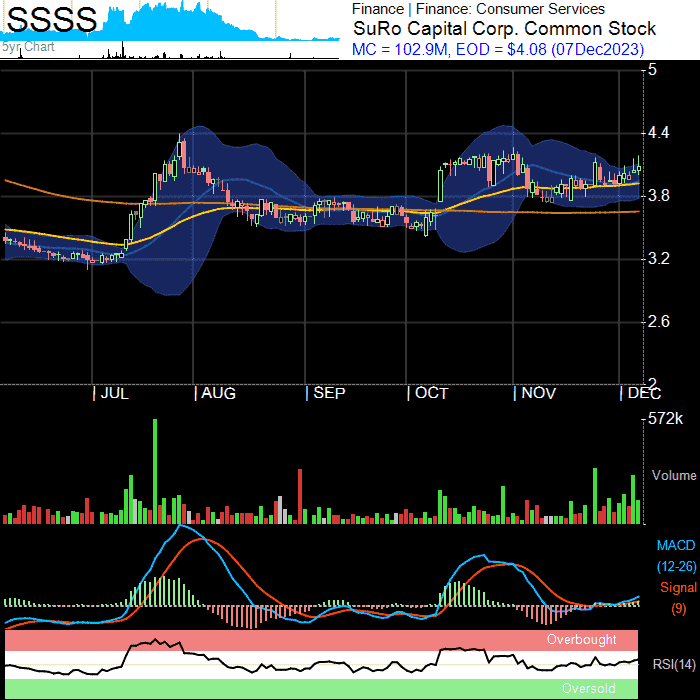 SSSS
Finance | Finance: Consumer Services
SuRo Capital Corp. Common Stock
MC = 102.9M, EOD = $4.08 (07Dec2023)
5yr Chart
5
4.4
3.8
3.2
2.6
2
| JUL | AUG | SEP | OCT | NOV | DEC
572k
Volume
MACD
(12-26)
Signal
(9)
Overbought
RSI(14)
Oversold